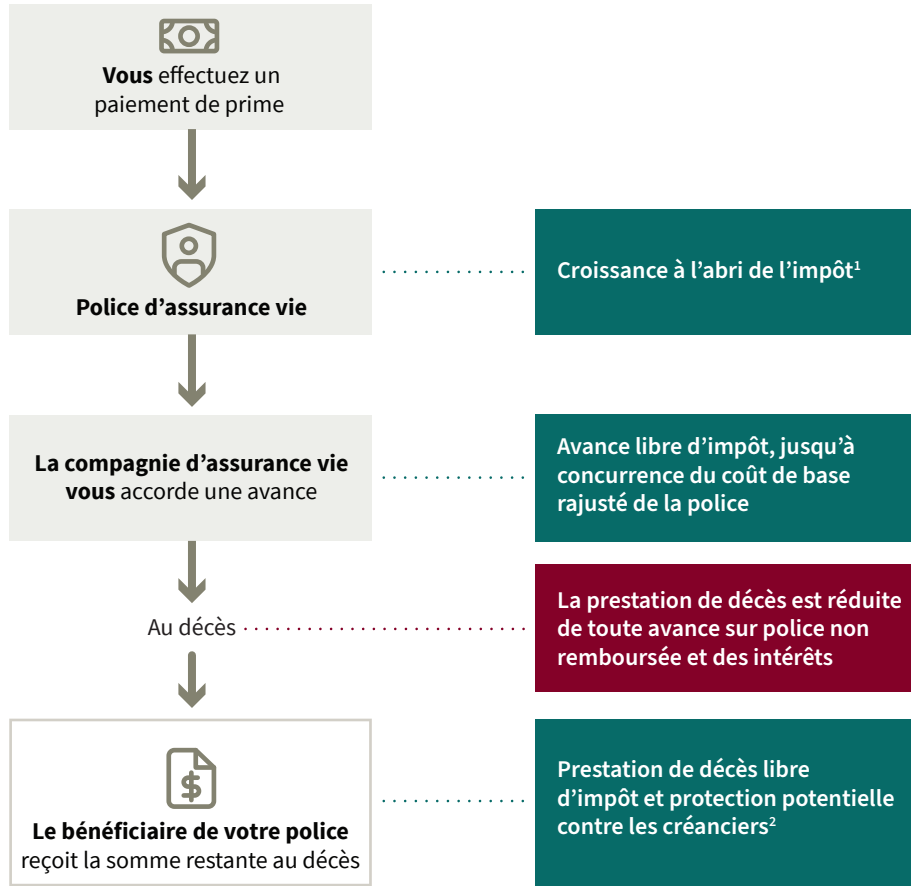 Vous effectuez un
paiement de prime
Police d'assurance vie
Croissance à l'abri de l'impôt¹
La compagnie d'assurance vie
vous accorde une avance
Avance libre d'impôt, jusqu'à
concurrence du coût de base
rajusté de la police
Au décès
La prestation de décès est réduite
de toute avance sur police non
remboursée et des intérêts
$
Le bénéficiaire de votre police
reçoit la somme restante au décès
Prestation de décès libre
d'impôt et protection potentielle
contre les créanciers²